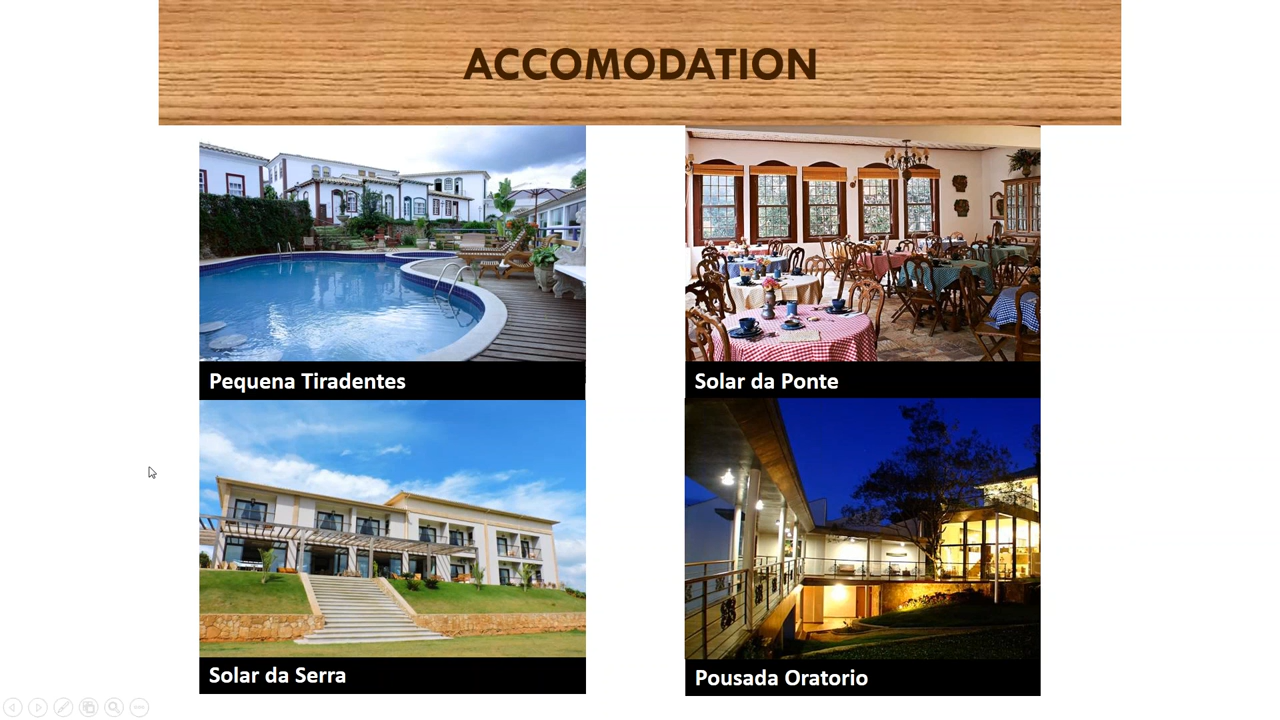 ACCOMODATION
Pequena Tiradentes
Solar da Ponte
Solar da Serra
Pousada Oratorio